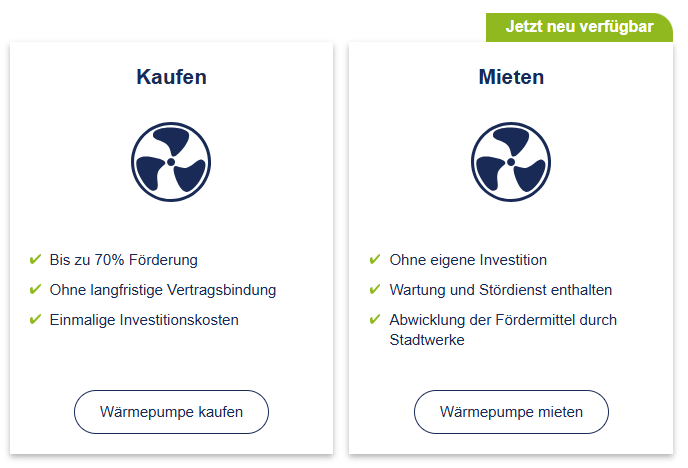 Jetzt neu verfügbar
Kaufen
Bis zu 70% Förderung
Ohne langfristige Vertragsbindung
Einmalige Investitionskosten
Wärmepumpe kaufen
Mieten
Ohne eigene Investition
Wartung und Stördienst enthalten
Abwicklung der Fördermittel durch
Stadtwerke
Wärmepumpe mieten